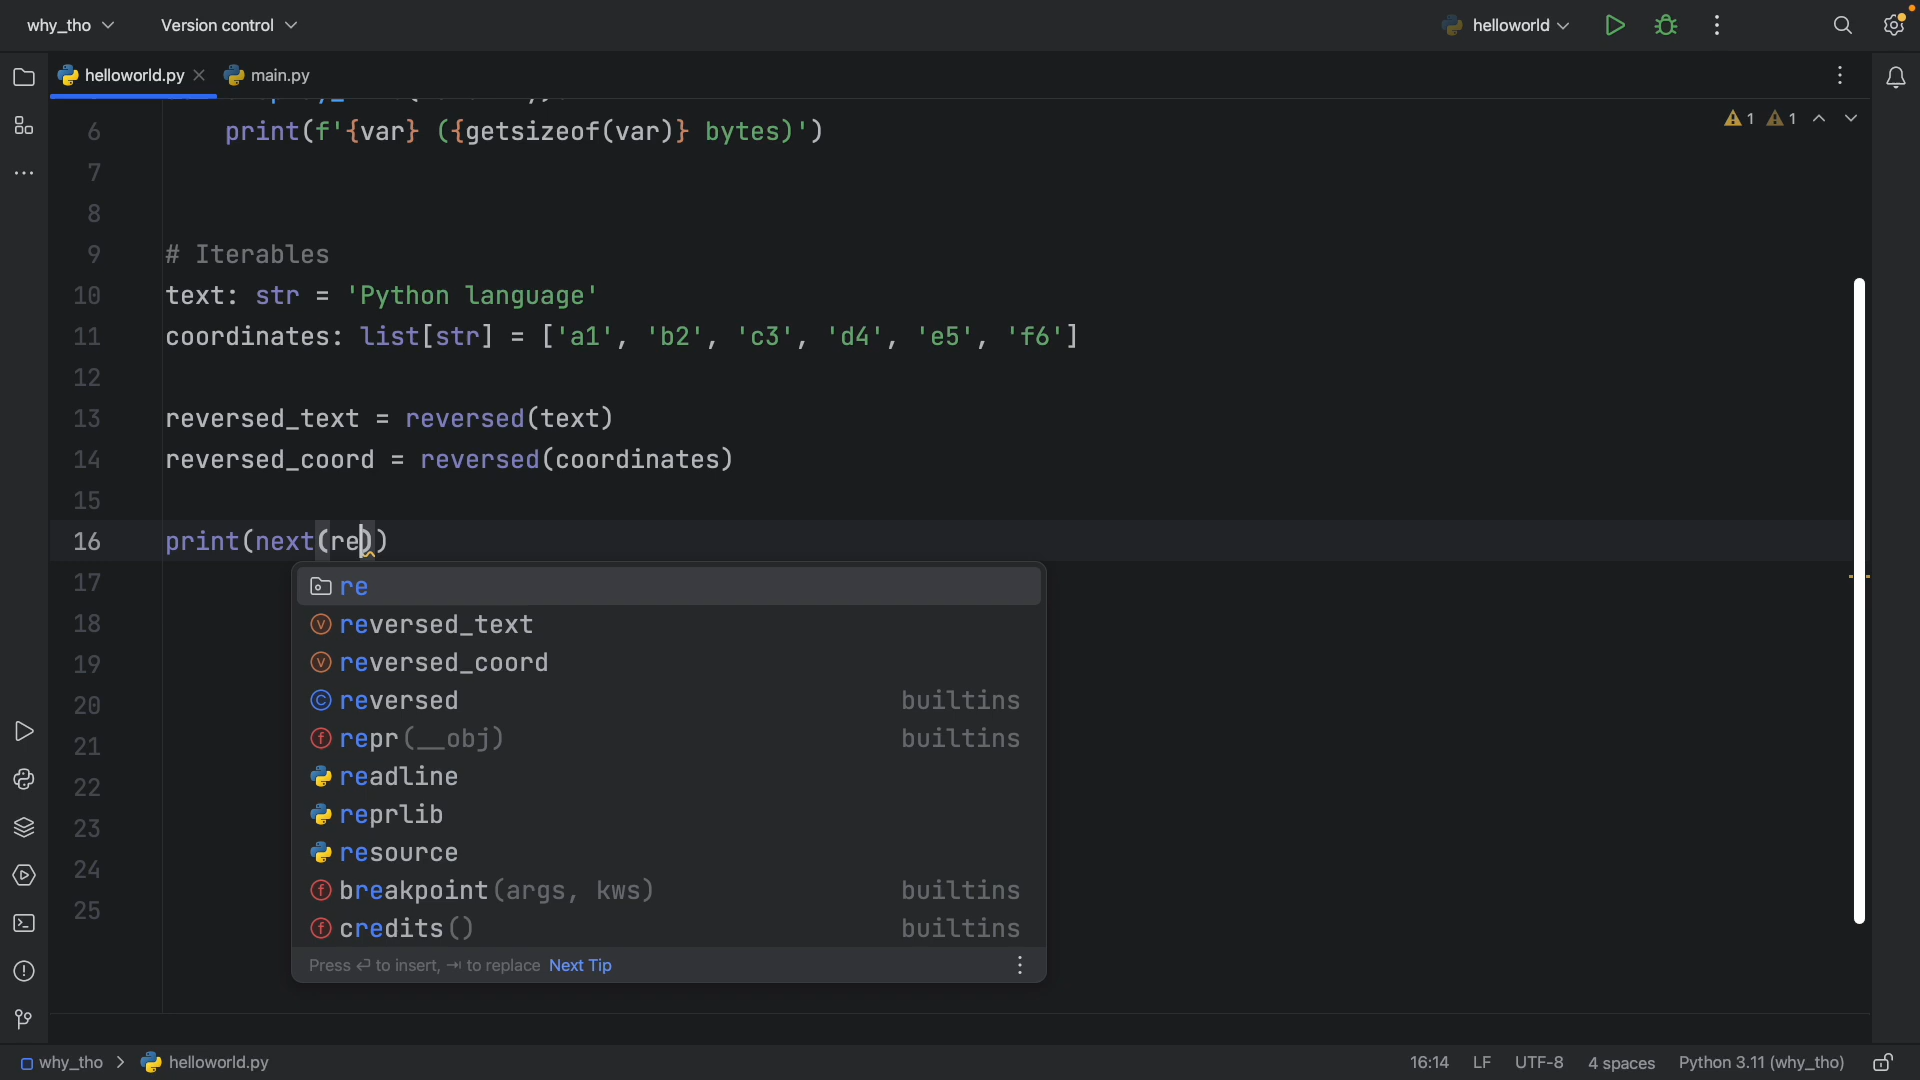 why_tho Version control helloworld
helloworld.py main.py
6 print(f'{var} ({getsizeof(var)} bytes)') 1 1
7
8
9 # Iterables
10 text: str = 'Python language'
11 coordinates: list[str] = ['a1', 'b2', 'c3', 'd4', 'e5', 'f6']
12
13 reversed_text = reversed(text)
14 reversed_coord = reversed(coordinates)
15
16 print(next(re))
17 re
18 reversed_text
19 reversed_coord
20 reversed builtins
21 repr(__obj) builtins
22 readline
23 reprlib
24 resource
25 breakpoint(args, kws) builtins
credits() builtins
Press ↵ to insert, ⇥ to replace Next Tip
why_tho > helloworld.py 16:14 LF UTF-8 4 spaces Python 3.11 (why_tho)